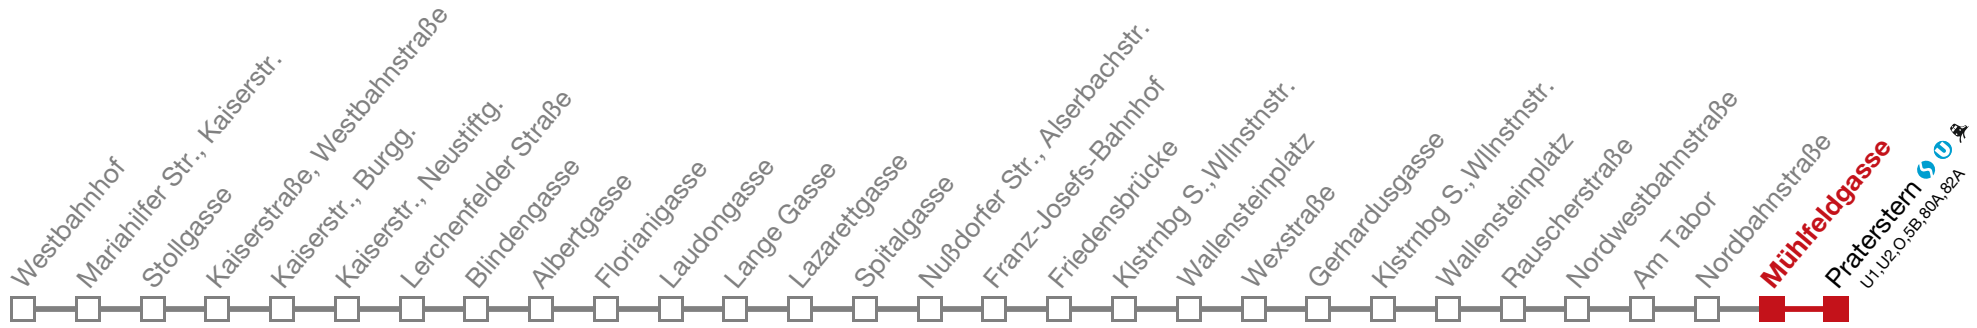 Westbahnhof
Mariahilfer Str., Kaiserstr.
Stollgasse
Kaiserstraße, Westbahnstraße
Kaiserstr., Burgg.
Kaiserstr., Neustiftg.
Lerchenfelder Straße
Blindengasse
Albertgasse
Florianigasse
Laudongasse
Lange Gasse
Lazarettgasse
Spitalgasse
Nußdorfer Str., Alserbachstr.
Franz-Josefs-Bahnhof
Friedensbrücke
Klstrnbg S., Wllnstnstr.
Wallensteinplatz
Wexstraße
Gerhardusgasse
Klstrnbg S., Wllnstnstr.
Wallensteinplatz
Rauscherstraße
Nordwestbahnstraße
Am Tabor
Nordbahnstraße
Mühlfeldgasse
Praterstern U
U1,U2,O,5B,80A,82A